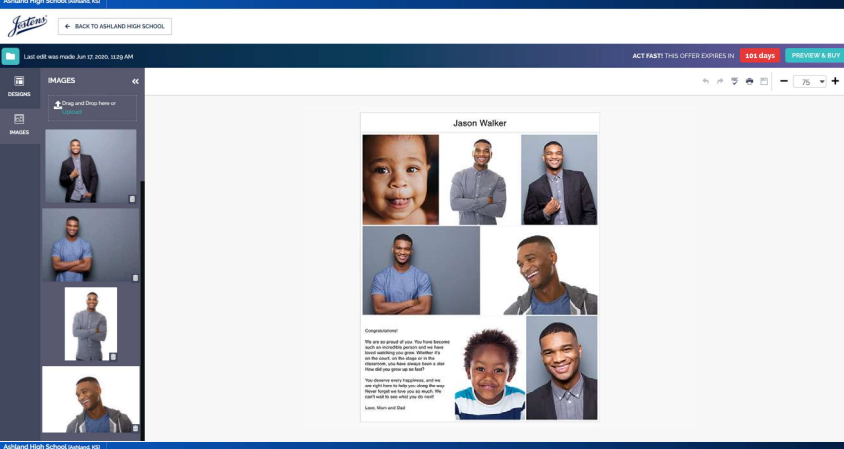 Ashland High School (Ashland, KS)
Jostens
← BACK TO ASHLAND HIGH SCHOOL
Last edit was made Jun 17, 2020, 11:29 AM
ACT FAST! THIS OFFER EXPIRES IN 101 days PREVIEW & BUY
DESIGNS
IMAGES
IMAGES «
Drag and Drop here or
Upload
75
Jason Walker
Congratulations!
We are so proud of you. You have become
such an incredible person and we have
loved watching you grow. Whether it's
on the court, on the stage or in the
classroom, you have always been a star
How did you grow up so fast?
You deserve every happiness, and we
are right here to help you along the way
Never forget we love you so much. We
can't wait to see what you do next!
Love, Mom and Dad
Ashland High School (Ashland, KS)